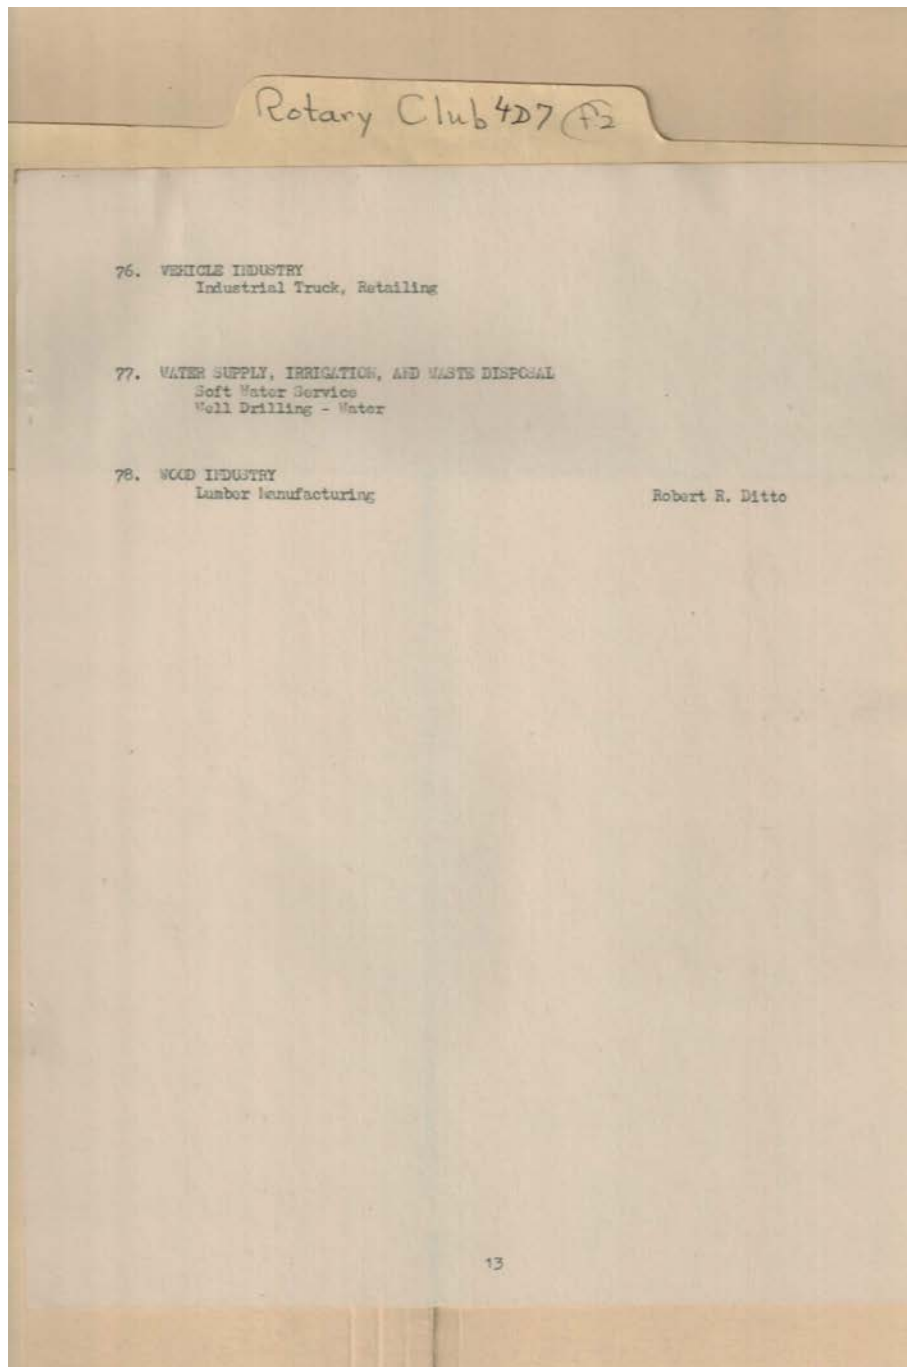 Rotary Club 4D7 F2
76. VEHICLE INDUSTRY
Industrial Truck, Retailing
77. WATER SUPPLY, IRRIGATION, AND WASTE DISPOSAL
Soft Water Service
Well Drilling - Water
78. WOOD INDUSTRY
Lumber Manufacturing Robert R. Ditto
13